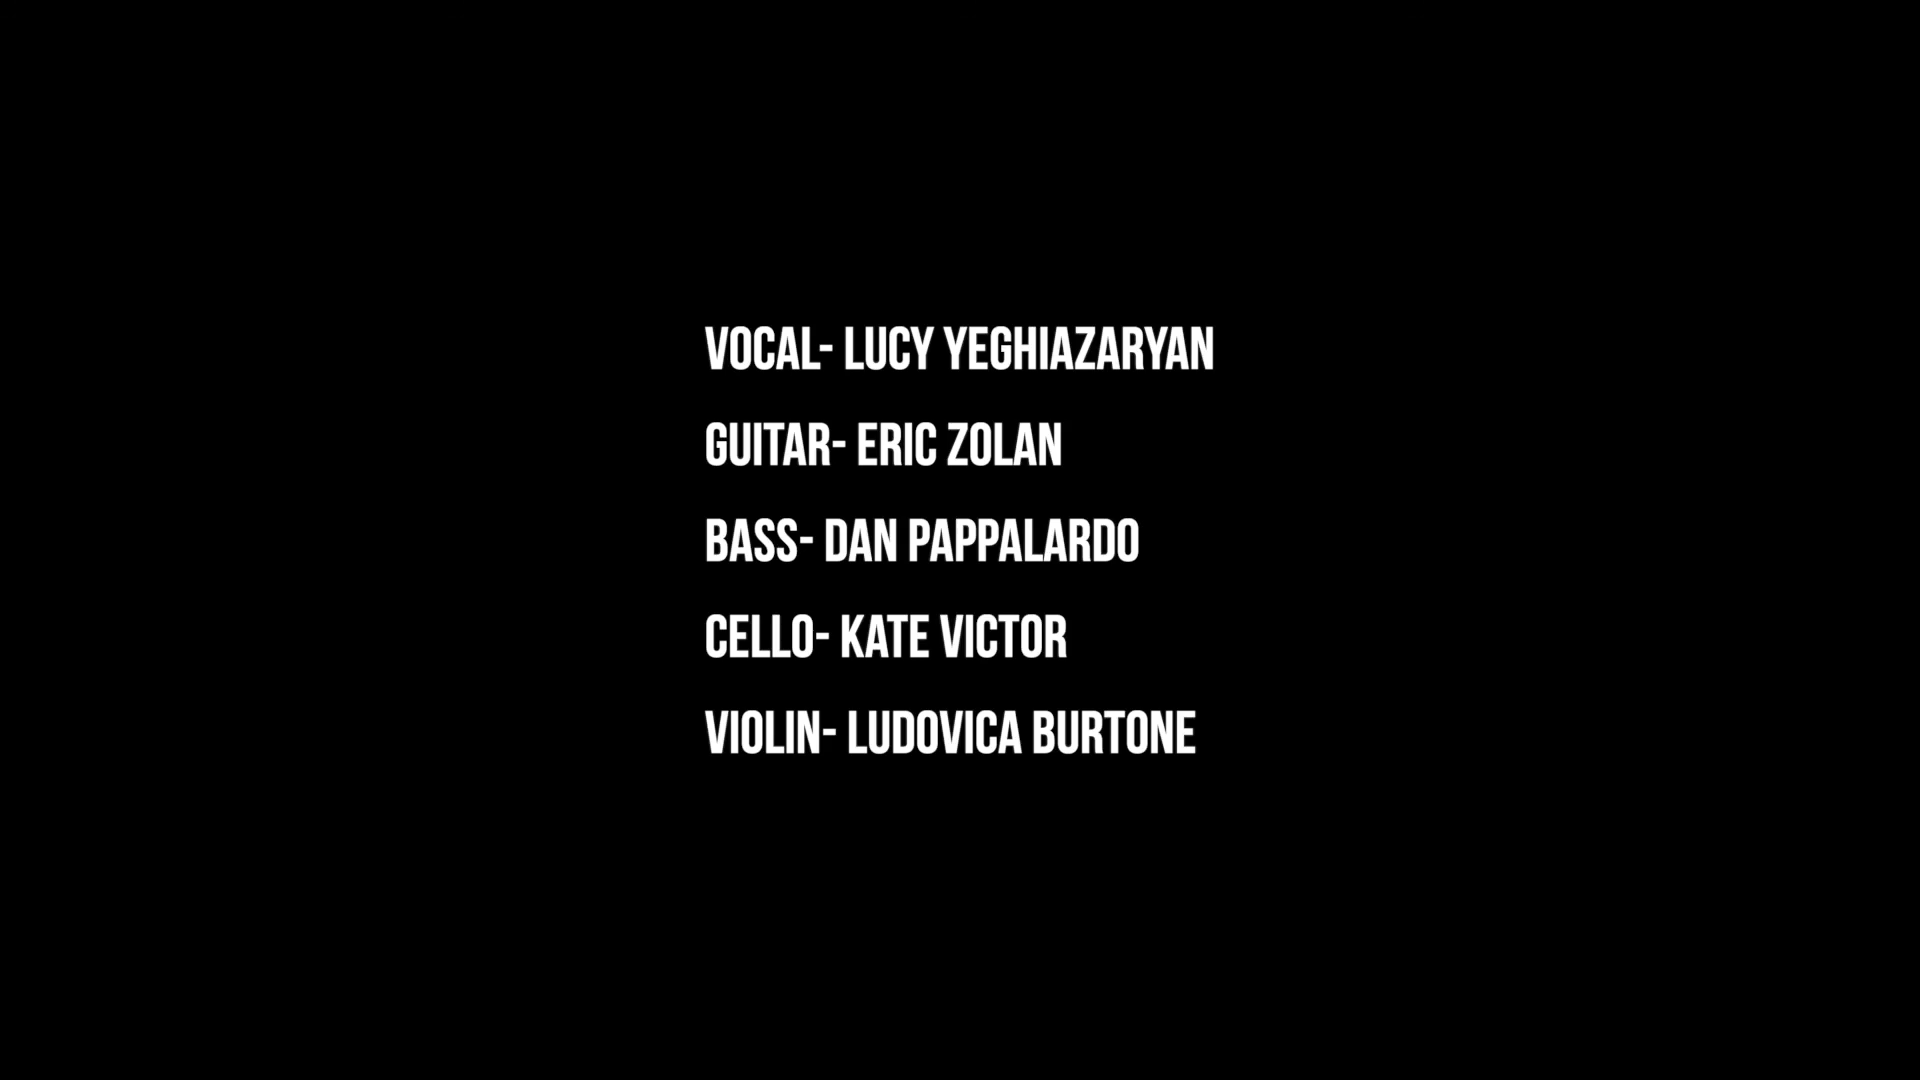 VOCAL- LUCY YEGHIAZARYAN
GUITAR- ERIC ZOLAN
BASS- DAN PAPPALARDO
CELLO- KATE VICTOR
VIOLIN- LUDOVICA BURTONE